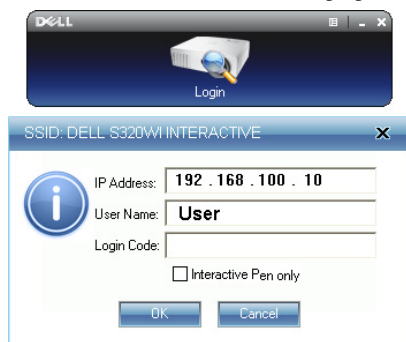 DELL
Login
SSID: DELL S320WI INTERACTIVE
IP Address: 192 . 168 . 100 . 10
User Name: User
Login Code:
Interactive Pen only
OK Cancel